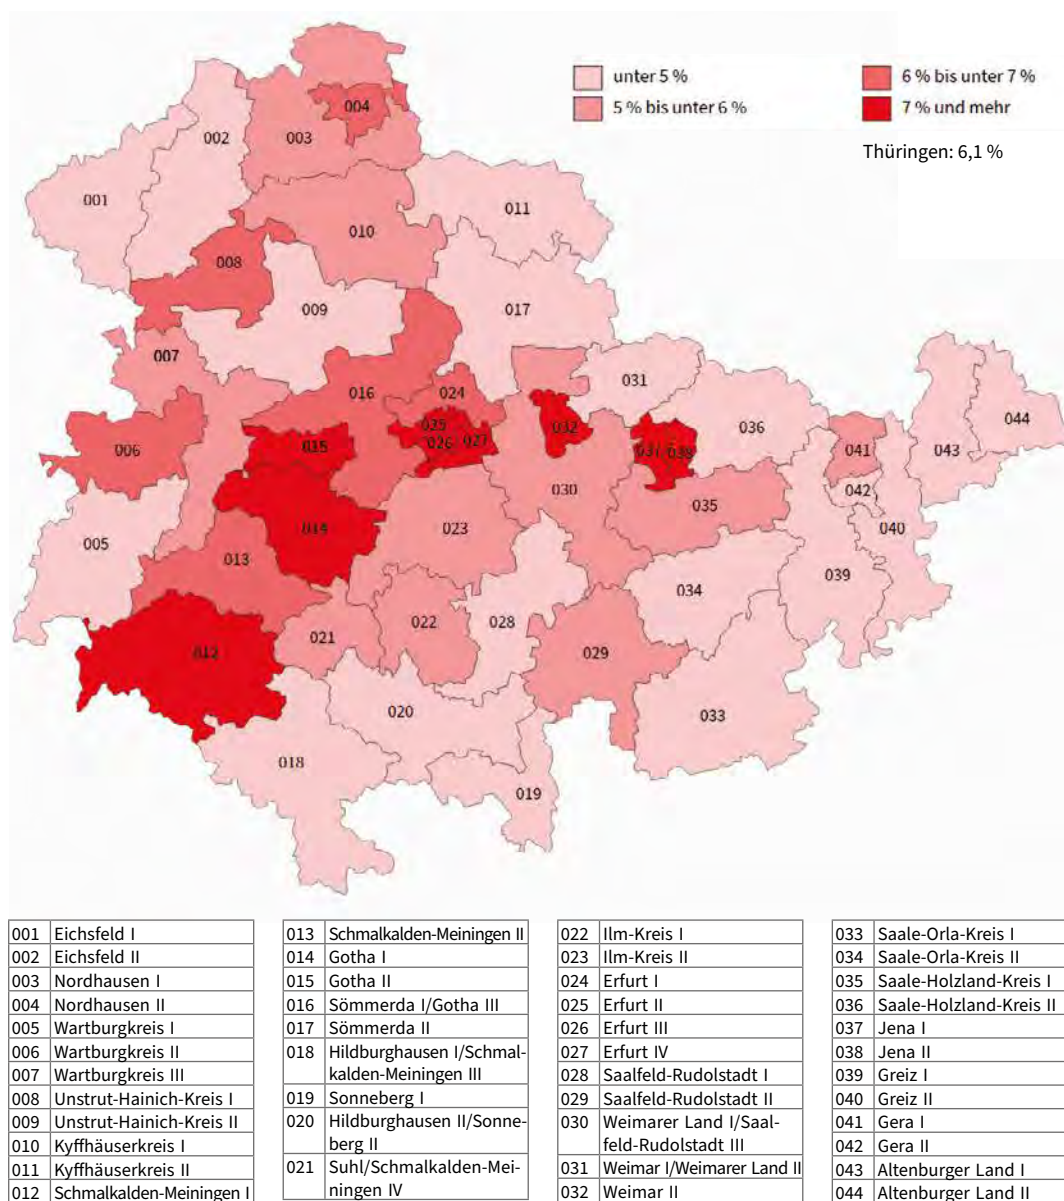 unter 5 %
5 % bis unter 6 %
6 % bis unter 7 %
7 % und mehr
Thüringen: 6,1 %
004
003
002
001
011
010
008
009
017
007
016
024
031
044
006
025
026
027
032
037
038
036
041
043
015
042
030
035
005
014
023
040
013
039
034
028
022
021
012
029
020
033
018
019
001 Eichsfeld I
002 Eichsfeld II
003 Nordhausen I
004 Nordhausen II
005 Wartburgkreis I
006 Wartburgkreis II
007 Wartburgkreis III
008 Unstrut-Hainich-Kreis I
009 Unstrut-Hainich-Kreis II
010 Kyffhäuserkreis I
011 Kyffhäuserkreis II
012 Schmalkalden-Meiningen I
013 Schmalkalden-Meiningen II
014 Gotha I
015 Gotha II
016 Sömmerda I/Gotha III
017 Sömmerda II
018 Hildburghausen I/Schmal-
kalden-Meiningen III
019 Sonneberg I
020 Hildburghausen II/Sonne-
berg II
021 Suhl/Schmalkalden-Mei-
ningen IV
022 Ilm-Kreis I
023 Ilm-Kreis II
024 Erfurt I
025 Erfurt II
026 Erfurt III
027 Erfurt IV
028 Saalfeld-Rudolstadt I
029 Saalfeld-Rudolstadt II
030 Weimarer Land I/Saal-
feld-Rudolstadt III
031 Weimar I/Weimarer Land II
032 Weimar II
033 Saale-Orla-Kreis I
034 Saale-Orla-Kreis II
035 Saale-Holzland-Kreis I
036 Saale-Holzland-Kreis II
037 Jena I
038 Jena II
039 Greiz I
040 Greiz II
041 Gera I
042 Gera II
043 Altenburger Land I
044 Altenburger Land II